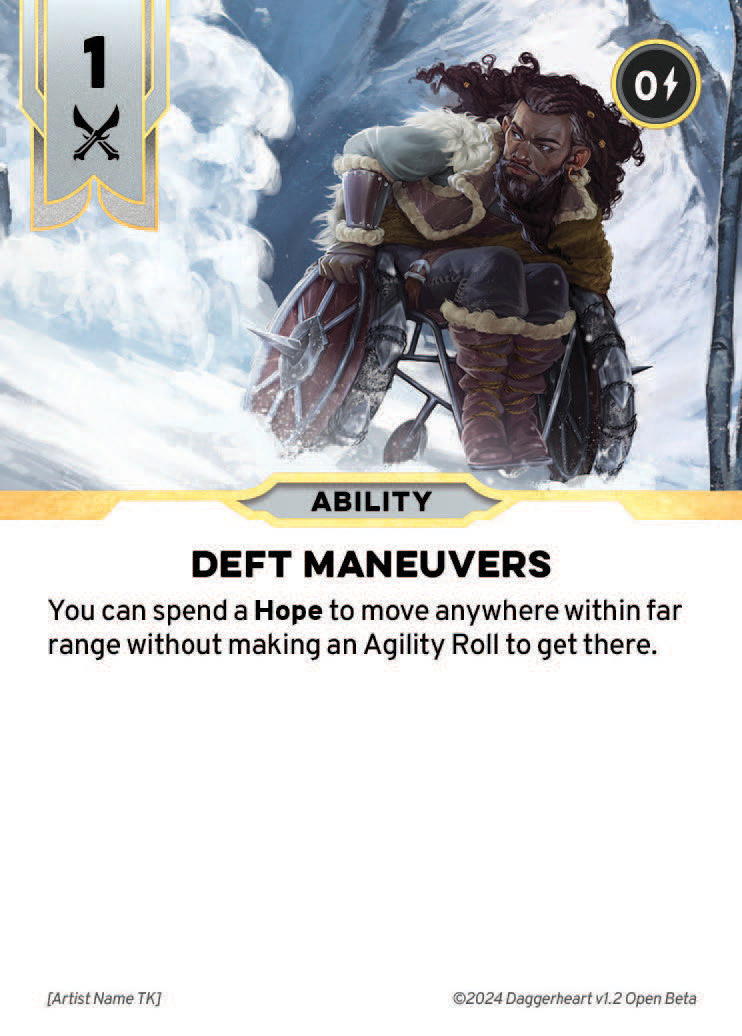 1
0
ABILITY
DEFT MANEUVERS
You can spend a Hope to move anywhere within far
range without making an Agility Roll to get there.
[Artist Name TK]
©2024 Daggerheart v1.2 Open Beta